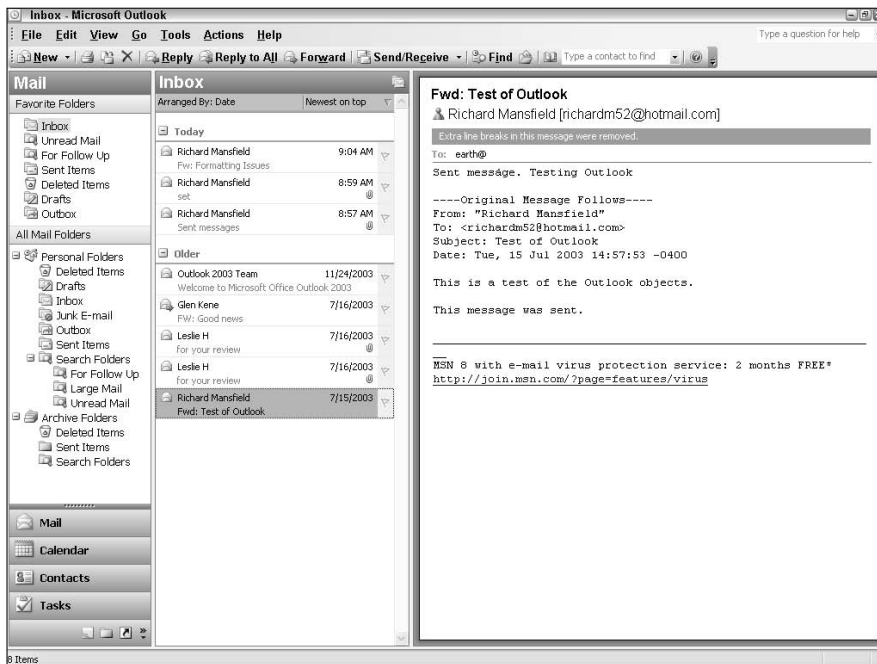 Inbox - Microsoft Outlook
File Edit View Go Tools Actions Help
Type a question for help
New Reply Reply to All Forward Send/Receive Find Type a contact to find
Mail
Favorite Folders
Inbox
Unread Mail
For Follow Up
Sent Items
Deleted Items
Drafts
Outbox
All Mail Folders
Personal Folders
Deleted Items
Drafts
Inbox
Junk E-mail
Outbox
Sent Items
Search Folders
For Follow Up
Large Mail
Unread Mail
Archive Folders
Deleted Items
Sent Items
Search Folders
Mail
Calendar
Contacts
Tasks
Inbox
Arranged By: Date Newest on top
Today
Richard Mansfield 9:04 AM
Fw: Formatting Issues
Richard Mansfield 8:59 AM
set
Richard Mansfield 8:57 AM
Sent messages
Older
Outlook 2003 Team 11/24/2003
Welcome to Microsoft Office Outlook 2003
Glen Kene 7/16/2003
FW: Good news
Leslie H 7/16/2003
for your review
Leslie H 7/16/2003
for your review
Richard Mansfield 7/15/2003
Fwd: Test of Outlook
Fwd: Test of Outlook
Richard Mansfield [richardm52@hotmail.com]
Extra line breaks in this message were removed.
To: earth@
Sent message. Testing Outlook
----Original Message Follows----
From: "Richard Mansfield"
To: <richardm52@hotmail.com>
Subject: Test of Outlook
Date: Tue, 15 Jul 2003 14:57:53 -0400
This is a test of the Outlook objects.
This message was sent.
MSN 8 with e-mail virus protection service: 2 months FREE*
http://join.msn.com/?page=features/virus
8 Items